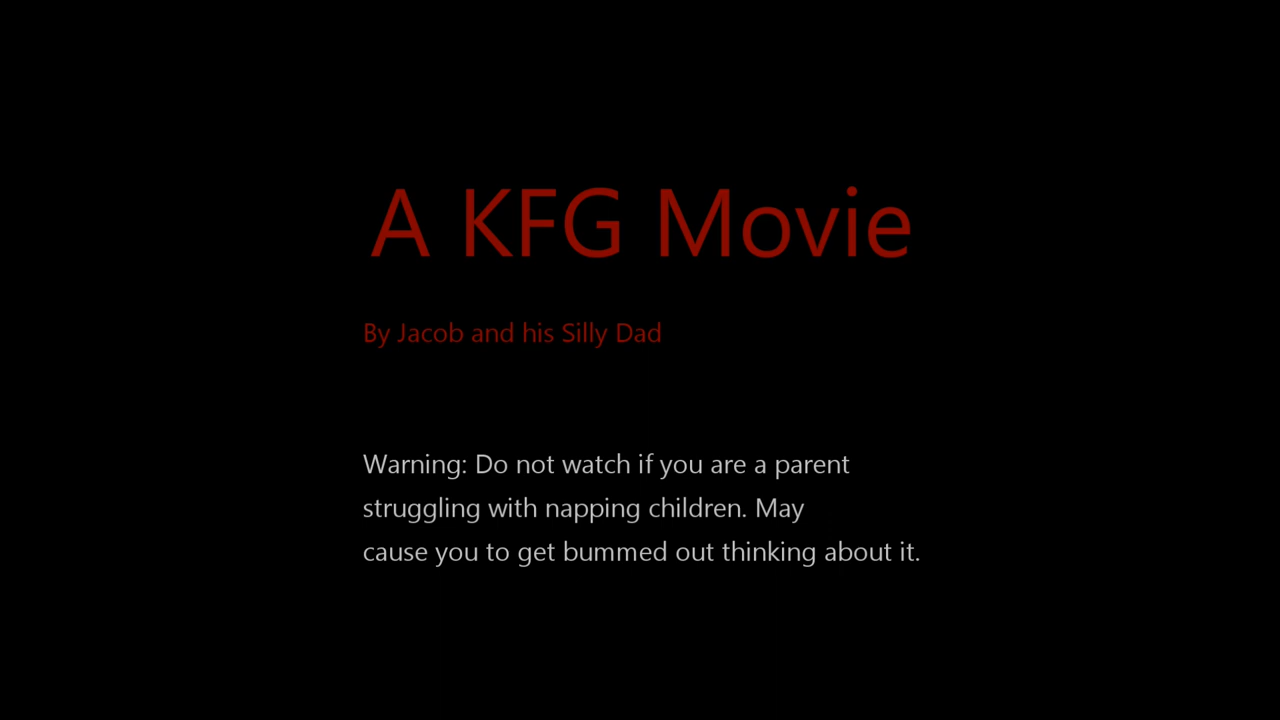 A KFG Movie
By Jacob and his Silly Dad
Warning: Do not watch if you are a parent
struggling with napping children. May
cause you to get bummed out thinking about it.